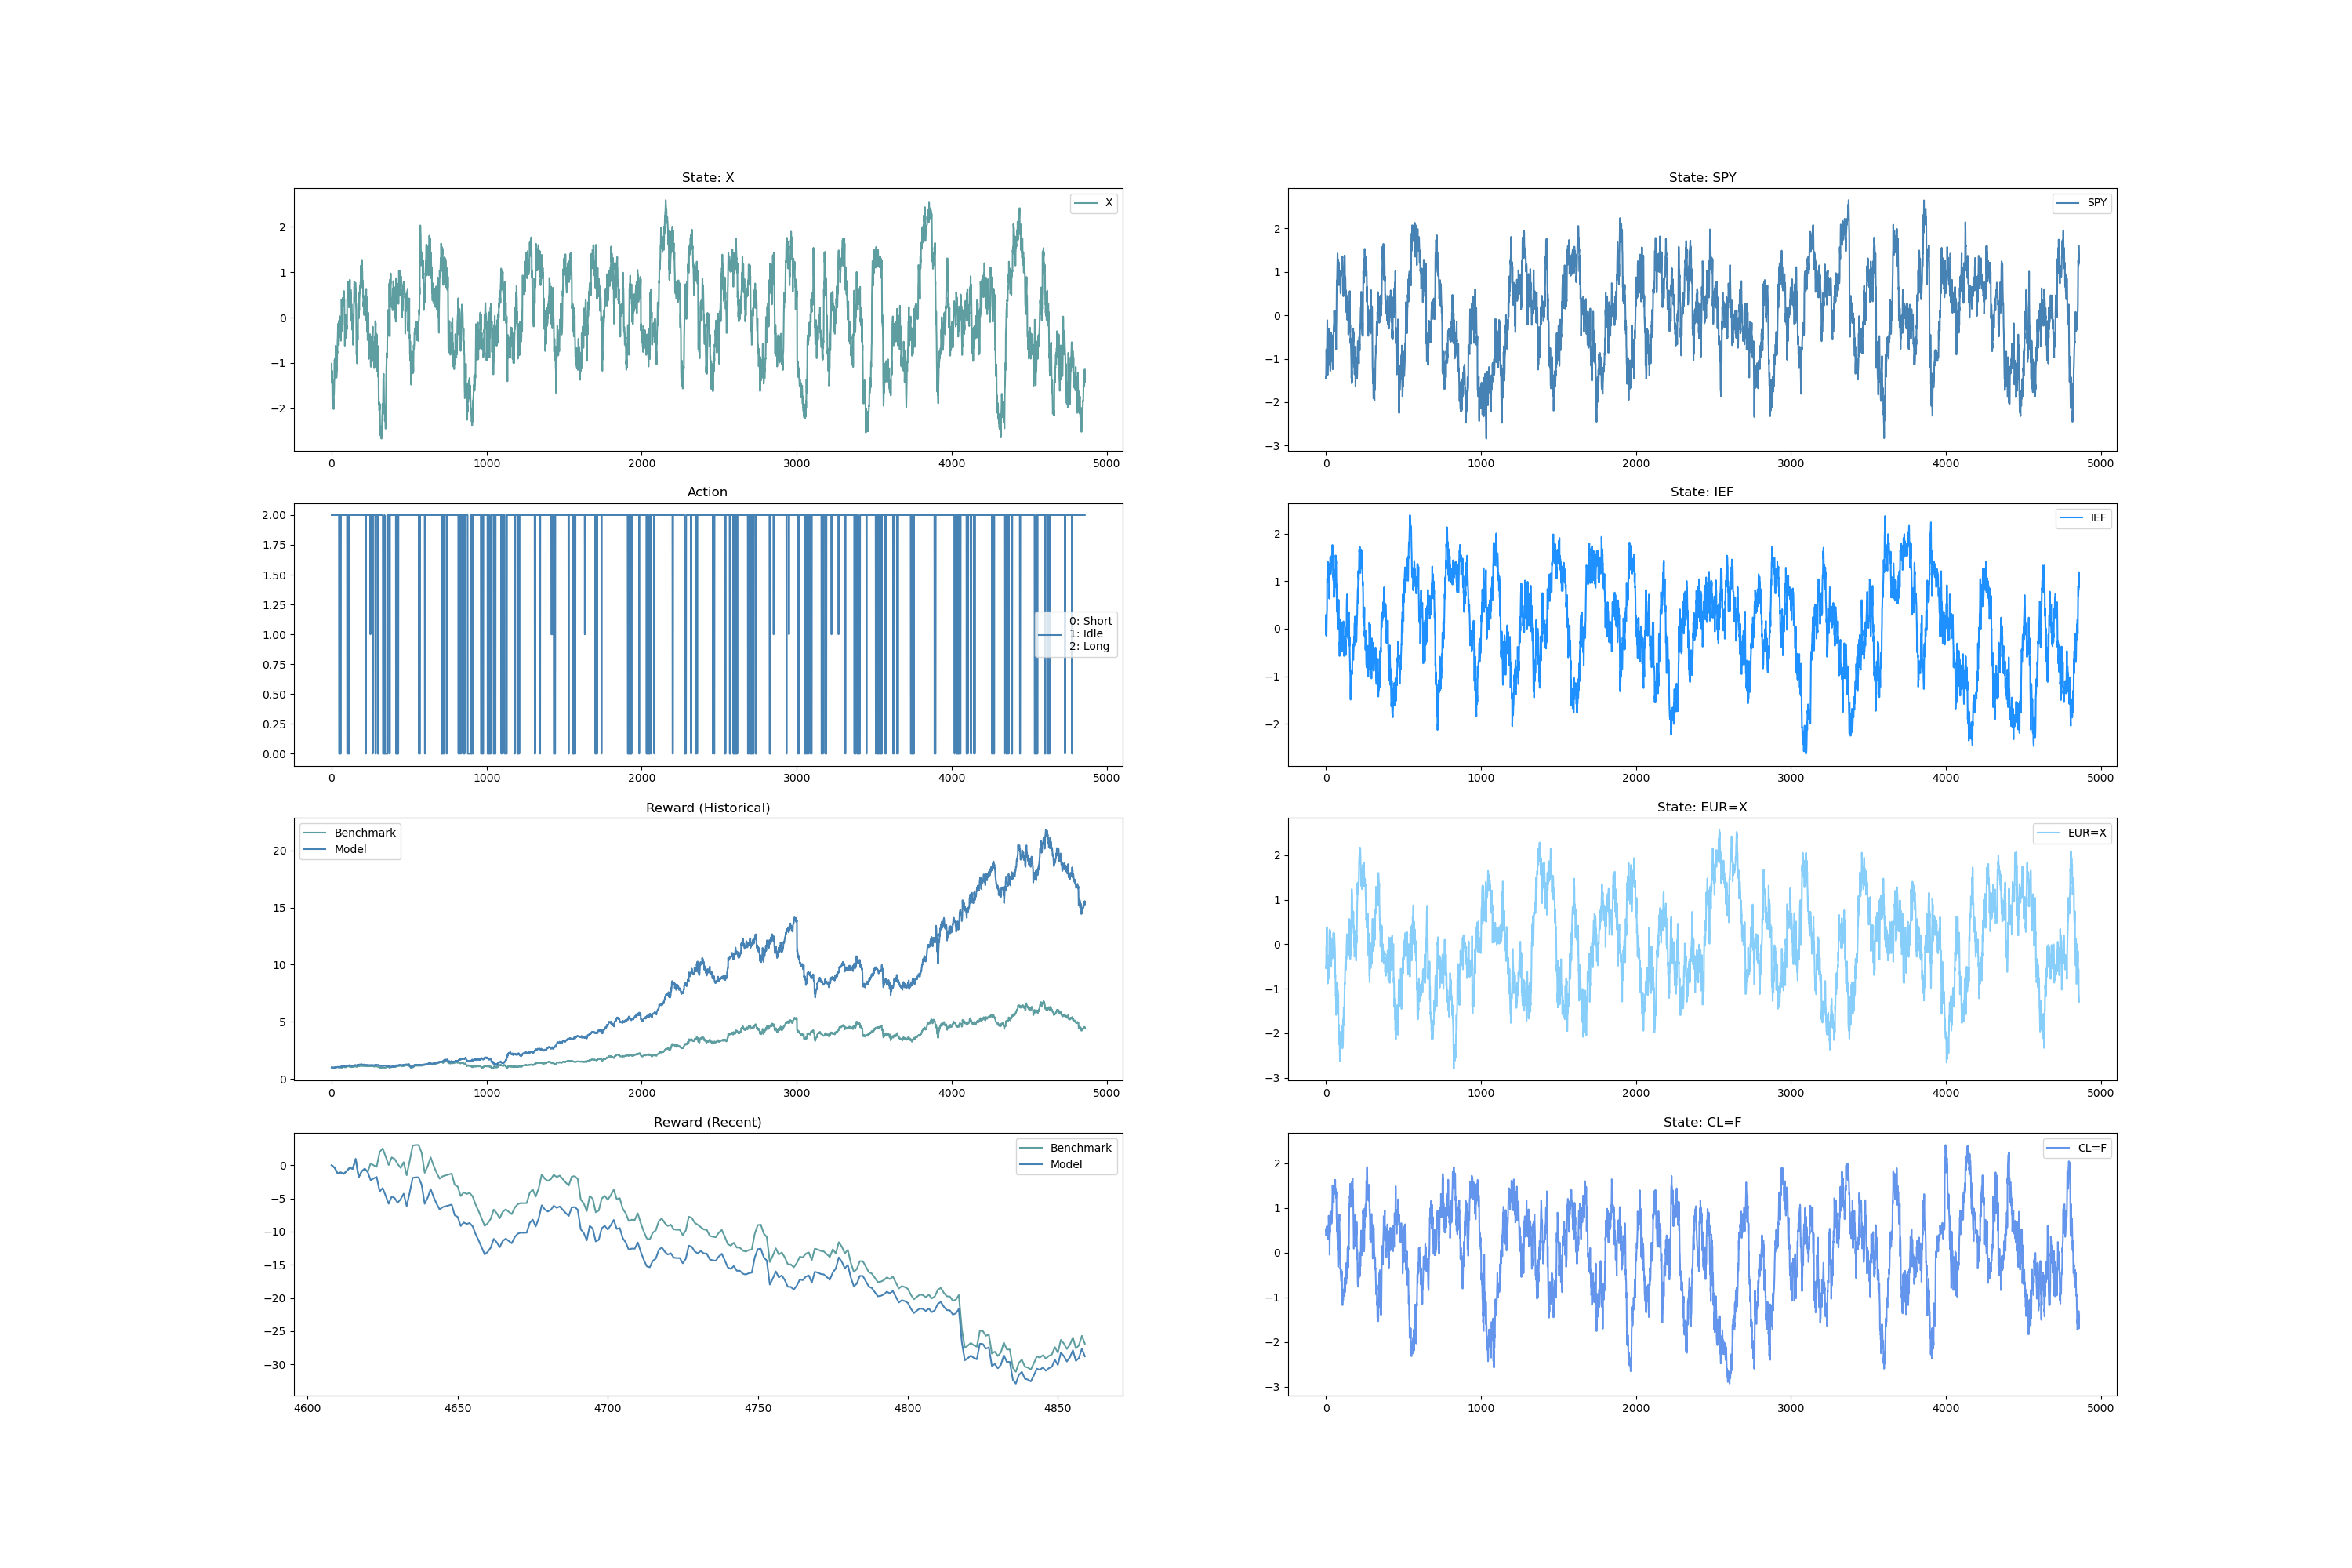 State: X
X
2
1
0
−1
−2
0 1000 2000 3000 4000 5000
Action
2.00
1.75
1.50
1.25
1.00
0.75
0.50
0.25
0.00
0: Short
1: Idle
2: Long
0 1000 2000 3000 4000 5000
Reward (Historical)
Benchmark
Model
20
15
10
5
0
0 1000 2000 3000 4000 5000
Reward (Recent)
Benchmark
Model
0
−5
−10
−15
−20
−25
−30
4600 4650 4700 4750 4800 4850
State: SPY
SPY
2
1
0
−1
−2
−3
0 1000 2000 3000 4000 5000
State: IEF
IEF
2
1
0
−1
−2
0 1000 2000 3000 4000 5000
State: EUR=X
EUR=X
2
1
0
−1
−2
−3
0 1000 2000 3000 4000 5000
State: CL=F
CL=F
2
1
0
−1
−2
−3
0 1000 2000 3000 4000 5000